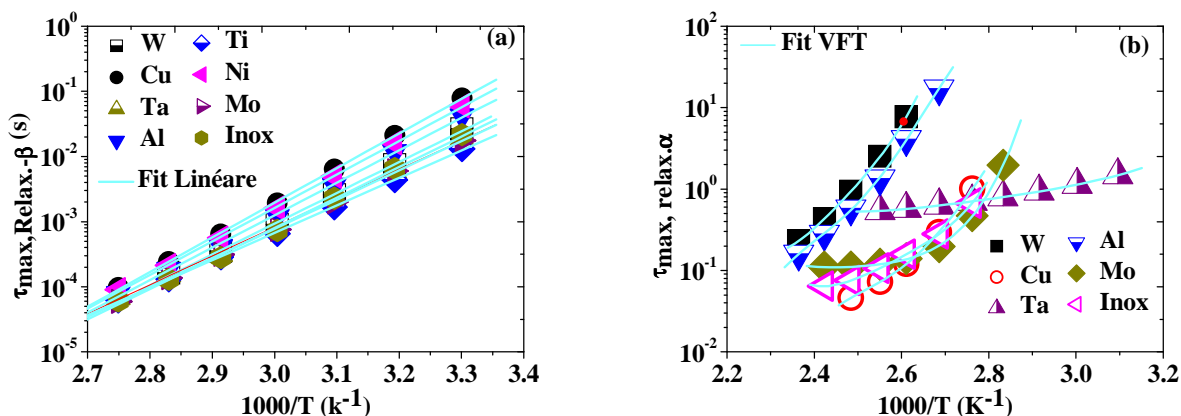 (a)
10^0
10^-1
10^-2
10^-3
10^-4
10^-5
τmax,Relax.-β (s)
W
Cu
Ta
Al
Ti
Ni
Mo
Inox
Fit Linéare
2.7 2.8 2.9 3.0 3.1 3.2 3.3 3.4
1000/T (k^-1)
(b)
Fit VFT
10^2
10^1
10^0
10^-1
10^-2
τmax, relax.α
W
Cu
Ta
Al
Mo
Inox
2.2 2.4 2.6 2.8 3.0 3.2
1000/T (K^-1)